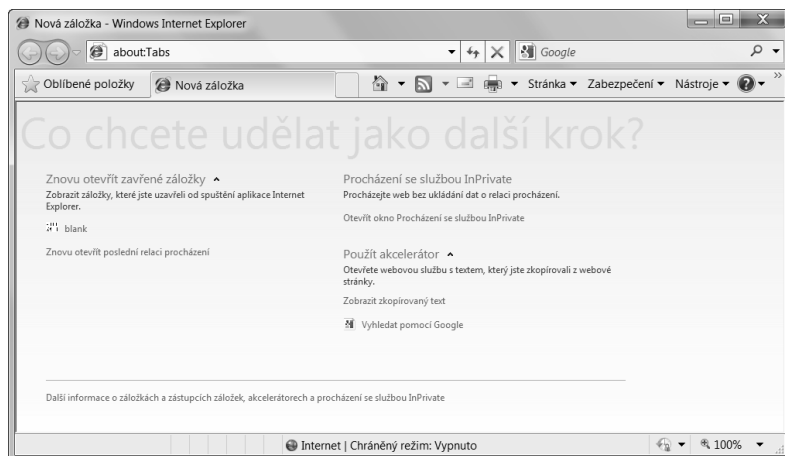 Nová záložka - Windows Internet Explorer
about:Tabs
Google
Oblíbené položky
Nová záložka
Stránka
Zabezpečení
Nástroje
»
Co chcete udělat jako další krok?
Znovu otevřít zavřené záložky
Zobrazit záložky, které jste uzavřeli od spuštění aplikace Internet
Explorer.
blank
Znovu otevřít poslední relaci procházení
Procházení se službou InPrivate
Procházejte web bez ukládání dat o relaci procházení.
Otevřít okno Procházení se službou InPrivate
Použít akcelerátor
Otevřete webovou službu s textem, který jste zkopírovali z webové
stránky.
Zobrazit zkopírovaný text
Vyhledat pomocí Google
Další informace o záložkách a zástupcích záložek, akcelerátorech a procházení se službou InPrivate
Internet | Chráněný režim: Vypnuto
100%